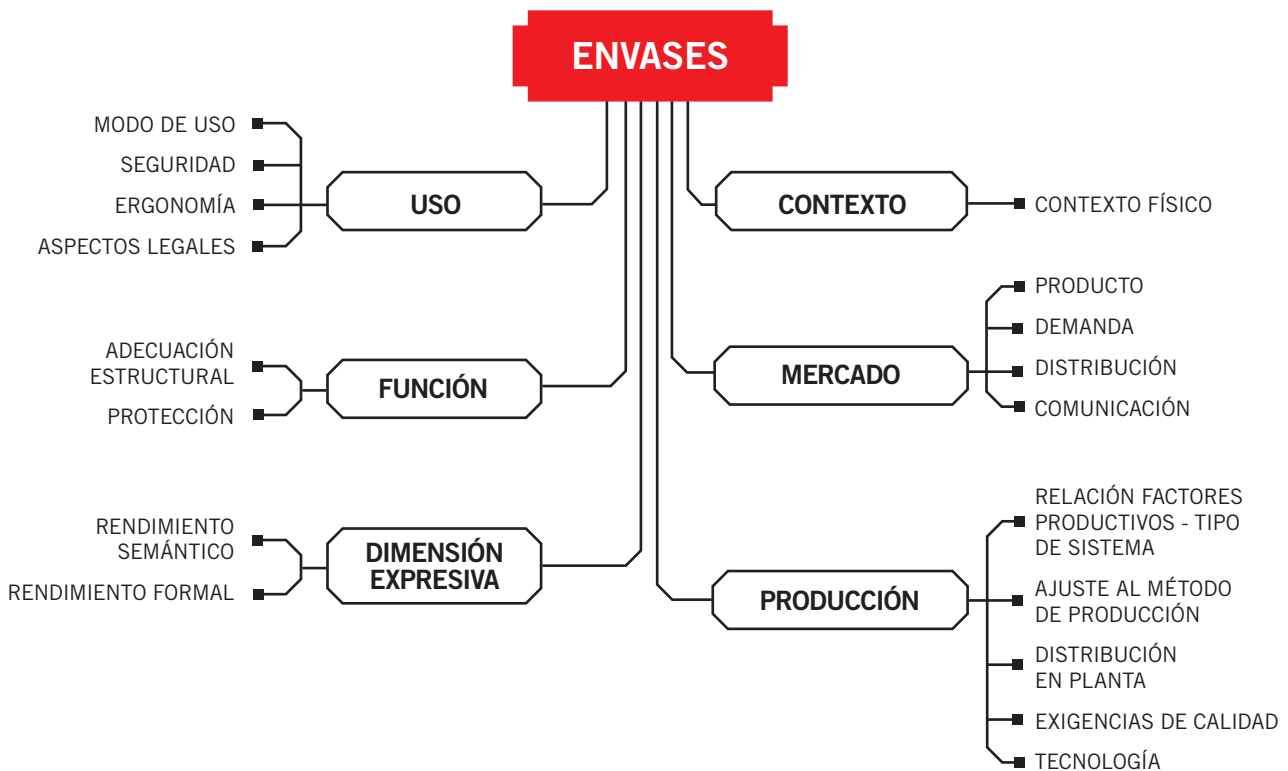 ENVASES
MODO DE USO
SEGURIDAD
ERGONOMÍA
ASPECTOS LEGALES
USO
ADECUACIÓN
ESTRUCTURAL
PROTECCIÓN
FUNCIÓN
RENDIMIENTO
SEMÁNTICO
RENDIMIENTO FORMAL
DIMENSIÓN
EXPRESIVA
CONTEXTO
CONTEXTO FÍSICO
MERCADO
PRODUCTO
DEMANDA
DISTRIBUCIÓN
COMUNICACIÓN
PRODUCCIÓN
RELACIÓN FACTORES
PRODUCTIVOS - TIPO
DE SISTEMA
AJUSTE AL MÉTODO
DE PRODUCCIÓN
DISTRIBUCIÓN
EN PLANTA
EXIGENCIAS DE CALIDAD
TECNOLOGÍA